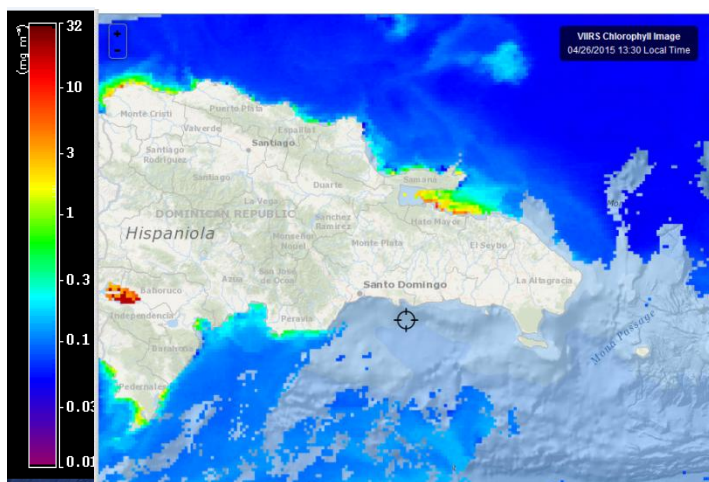 32
(mg m⁻³)
10
3
1
0.3
0.1
0.03
0.01
+
-
VIIRS Chlorophyll Image
04/26/2015 13:30 Local Time
Monte Cristi
Puerto Plata
Valverde
Espaillat
Santiago
Santiago
Rodríguez
Santiago
Duarte
Samana
La Vega
DOMINICAN REPUBLIC
Sánchez
Ramírez
Hato Mayor
Hispaniola
Monseñor
Nouel
Monte Plata
El Seybo
Azua
San José
de Ocoa
La Altagracia
Bahoruco
Santo Domingo
Independencia
Peravia
Barahona
Pedernales
Mona Passage